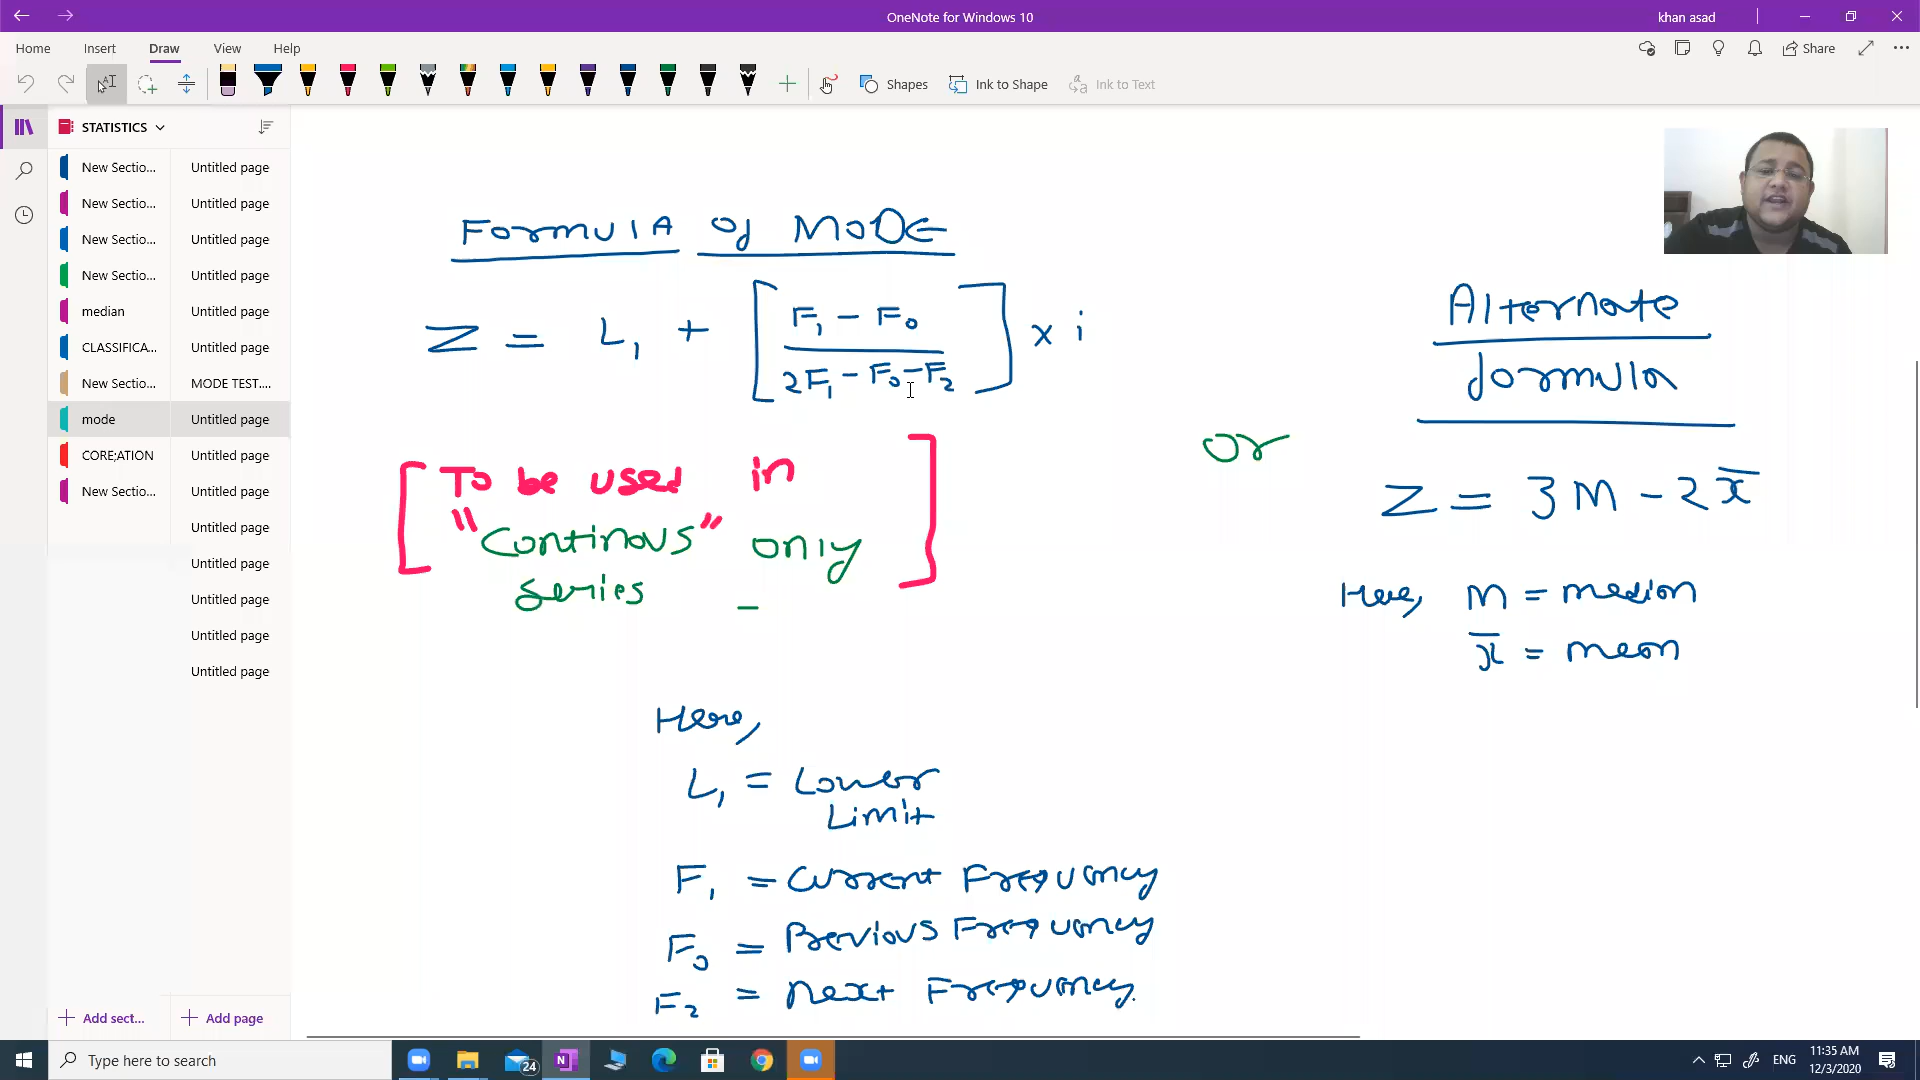 OneNote for Windows 10
khan asad
Home Insert Draw View Help
Share
Shapes
Ink to Shape
Ink to Text
STATISTICS
New Sectio... Untitled page
New Sectio... Untitled page
New Sectio... Untitled page
New Sectio... Untitled page
median Untitled page
CLASSIFICA... Untitled page
New Sectio... MODE TEST....
mode Untitled page
CORE;ATION Untitled page
New Sectio... Untitled page
Untitled page
Untitled page
Untitled page
Untitled page
Untitled page
Add sect... Add page
FormulA Of MoDE
Z = L₁ + [ F₁ - F₀ / 2F₁ - F₀ - F₂ ] x i
[ To be used in
"Continous" only
series ]
or
Alternate
formula
Z = 3M - 2x̅
Here, M = median
x̅ = mean
Here,
L₁ = Lower
Limit
F₁ = Current Frequency
F₀ = Previous Frequency
F₂ = Next Frequency.
Type here to search
24
ENG
11:35 AM
12/3/2020